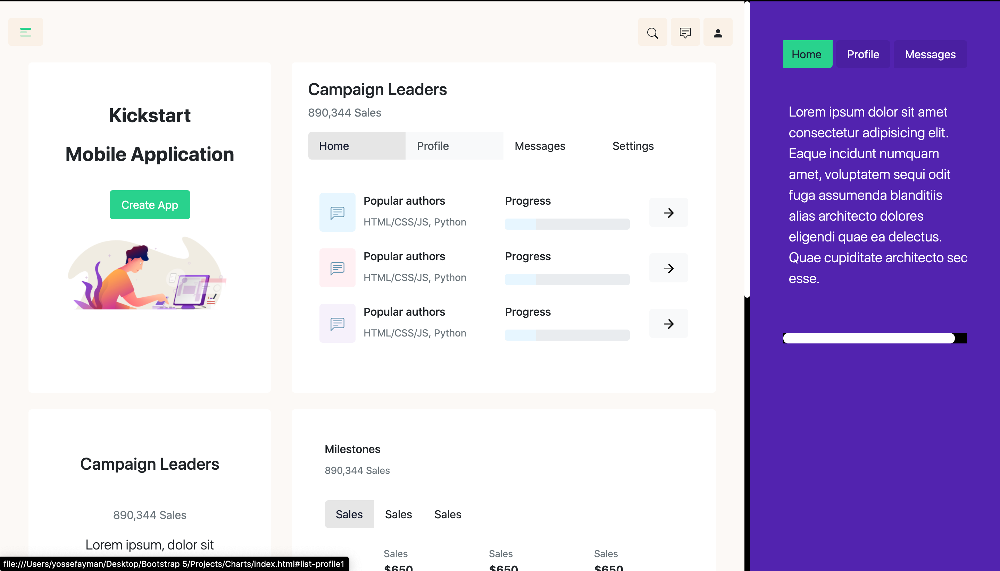 Kickstart
Mobile Application
Create App
Campaign Leaders
890,344 Sales
Home Profile Messages Settings
Popular authors
HTML/CSS/JS, Python
Progress
Popular authors
HTML/CSS/JS, Python
Progress
Popular authors
HTML/CSS/JS, Python
Progress
Campaign Leaders
890,344 Sales
Lorem ipsum, dolor sit
Milestones
890,344 Sales
Sales Sales Sales
Sales Sales Sales
$650 $650 $650
Home Profile Messages
Lorem ipsum dolor sit amet
consectetur adipisicing elit.
Eaque incidunt numquam
amet, voluptatem sequi odit
fuga assumenda blanditiis
alias architecto dolores
eligendi quae ea delectus.
Quae cupiditate architecto
esse.
file:///Users/yossefayman/Desktop/Bootstrap 5/Projects/Charts/index.html#list-profile1